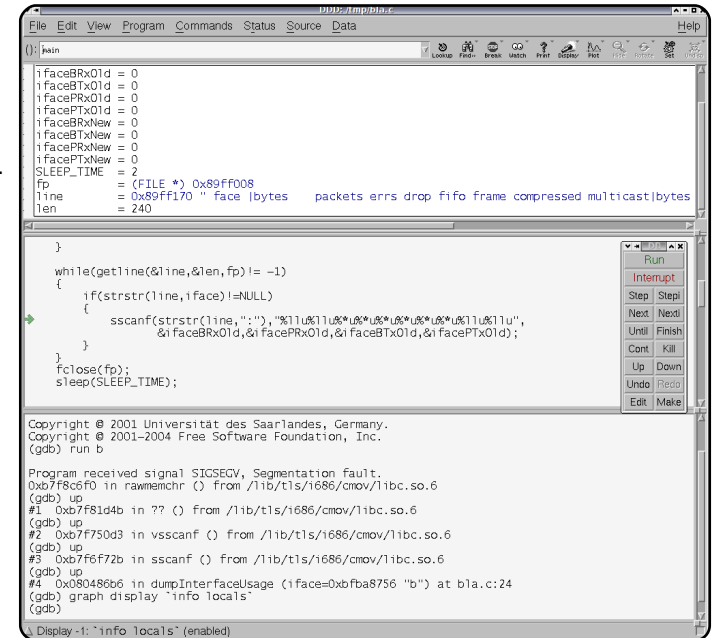 DDD: /tmp/bla.c
File Edit View Program Commands Status Source Data Help
(): main
Lookup Find» Break Watch Print Display Plot Hide Rotate Set Undisp
ifaceBRxOld = 0
ifaceBTxOld = 0
ifacePRxOld = 0
ifacePTxOld = 0
ifaceBRxNew = 0
ifaceBTxNew = 0
ifacePRxNew = 0
ifacePTxNew = 0
SLEEP_TIME = 2
fp = (FILE *) 0x89ff008
line = 0x89ff170 " face |bytes packets errs drop fifo frame compressed multicast|bytes
len = 240
}
while(getline(&line,&len,fp)!= -1)
{
if(strstr(line,iface)!=NULL)
{
sscanf(strstr(line,":"),"%llu%llu%*u%*u%*u%*u%*u%*u%llu%llu",
&ifaceBRxOld,&ifacePRxOld,&ifaceBTxOld,&ifacePTxOld);
}
}
fclose(fp);
sleep(SLEEP_TIME);
DDD
Run
Interrupt
Step Stepi
Next Nexti
Until Finish
Cont Kill
Up Down
Undo Redo
Edit Make
Copyright © 2001 Universität des Saarlandes, Germany.
Copyright © 2001-2004 Free Software Foundation, Inc.
(gdb) run b
Program received signal SIGSEGV, Segmentation fault.
0xb7f8c6f0 in rawmemchr () from /lib/tls/i686/cmov/libc.so.6
(gdb) up
#1 0xb7f81d4b in ?? () from /lib/tls/i686/cmov/libc.so.6
(gdb) up
#2 0xb7f750d3 in vsscanf () from /lib/tls/i686/cmov/libc.so.6
(gdb) up
#3 0xb7f6f72b in sscanf () from /lib/tls/i686/cmov/libc.so.6
(gdb) up
#4 0x080486b6 in dumpInterfaceUsage (iface=0xbfba8756 "b") at bla.c:24
(gdb) graph display `info locals`
(gdb)
Display -1: `info locals` (enabled)